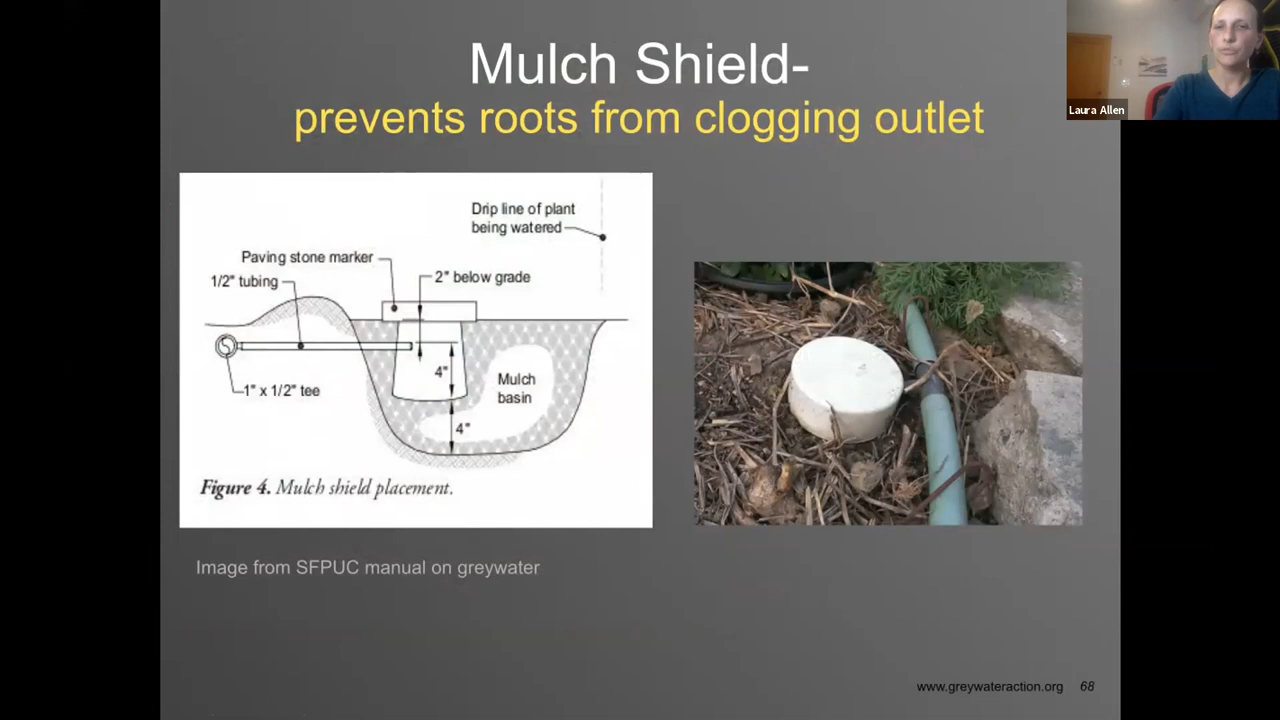 Mulch Shield-
prevents roots from clogging outlet
Laura Allen
Drip line of plant
being watered
Paving stone marker
1/2" tubing
2" below grade
4"
Mulch
basin
1" x 1/2" tee
4"
Figure 4. Mulch shield placement.
Image from SFPUC manual on greywater
www.greywateraction.org 68